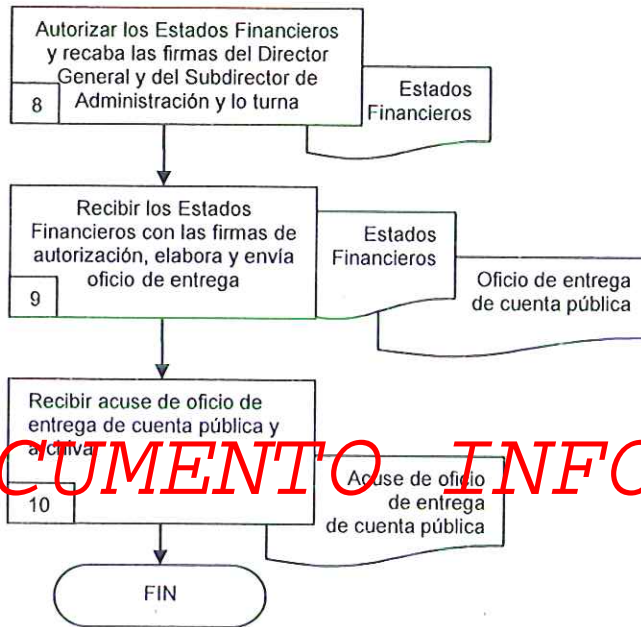 Autorizar los Estados Financieros
y recaba las firmas del Director
General y del Subdirector de
Administración y lo turna
8
Estados
Financieros
Recibir los Estados
Financieros con las firmas de
autorización, elabora y envía
oficio de entrega
9
Estados
Financieros
Oficio de entrega
de cuenta pública
Recibir acuse de oficio de
entrega de cuenta pública y
archiva
10
CUMENTO INFO
Acuse de oficio
de entrega
de cuenta pública
FIN